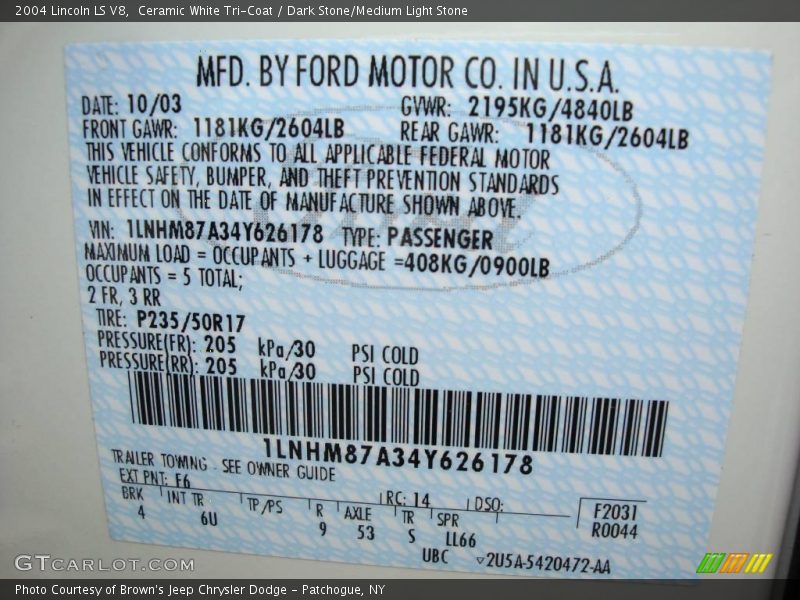 2004 Lincoln LS V8,  Ceramic White Tri-Coat / Dark Stone/Medium Light Stone
MFD. BY FORD MOTOR CO. IN U.S.A.
DATE: 10/03 GVWR: 2195KG/4840LB
FRONT GAWR: 1181KG/2604LB REAR GAWR: 1181KG/2604LB
THIS VEHICLE CONFORMS TO ALL APPLICABLE FEDERAL MOTOR
VEHICLE SAFETY, BUMPER, AND THEFT PREVENTION STANDARDS
IN EFFECT ON THE DATE OF MANUFACTURE SHOWN ABOVE.
VIN: 1LNHM87A34Y626178 TYPE: PASSENGER
MAXIMUM LOAD = OCCUPANTS + LUGGAGE =408KG/0900LB
OCCUPANTS = 5 TOTAL;
2 FR, 3 RR
TIRE: P235/50R17
PRESSURE(FR): 205 kPa/30 PSI COLD
PRESSURE(RR): 205 kPa/30 PSI COLD
1LNHM87A34Y626178
TRAILER TOWING - SEE OWNER GUIDE
EXT PNT: F6 RC: 14 DSO: F2031
BRK INT TR TP/PS R AXLE TR SPR R0044
4 6U 9 53 S LL66
UBC ▽2U5A-5420472-AA
GTCARLOT.COM
Photo Courtesy of Brown's Jeep Chrysler Dodge - Patchogue, NY